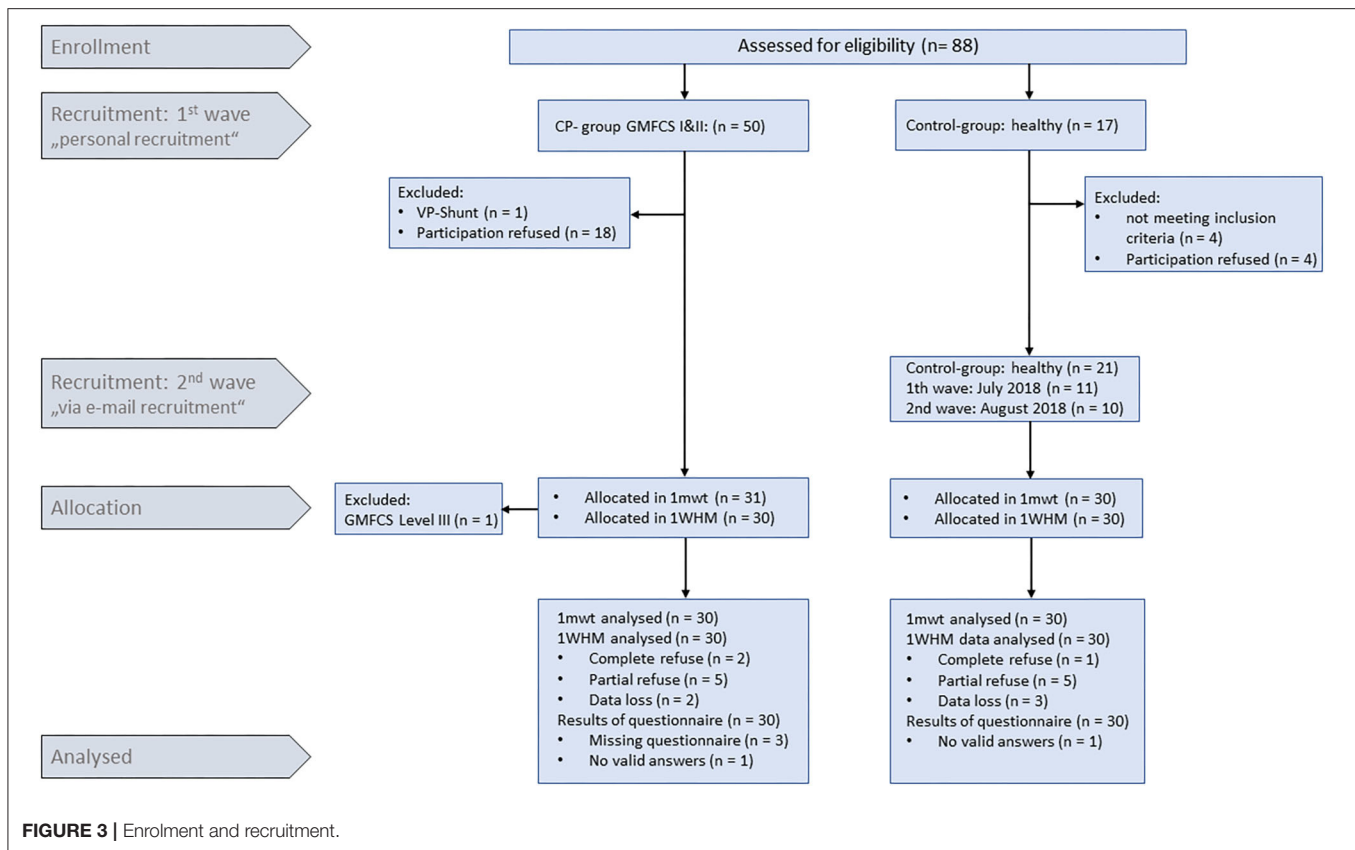 Enrollment
Assessed for eligibility (n= 88)
Recruitment: 1st wave
„personal recruitment“
CP- group GMFCS I&II: (n = 50)
Control-group: healthy (n = 17)
Excluded:
• VP-Shunt (n = 1)
• Participation refused (n = 18)
Excluded:
• not meeting inclusion
criteria (n = 4)
• Participation refused (n = 4)
Recruitment: 2nd wave
„via e-mail recruitment“
Control-group: healthy (n = 21)
1th wave: July 2018 (n = 11)
2nd wave: August 2018 (n = 10)
Allocation
Excluded:
GMFCS Level III (n = 1)
• Allocated in 1mwt (n = 31)
• Allocated in 1WHM (n = 30)
• Allocated in 1mwt (n = 30)
• Allocated in 1WHM (n = 30)
Analysed
1mwt analysed (n = 30)
1WHM analysed (n = 30)
• Complete refuse (n = 2)
• Partial refuse (n = 5)
• Data loss (n = 2)
Results of questionnaire (n = 30)
• Missing questionnaire (n = 3)
• No valid answers (n = 1)
1mwt analysed (n = 30)
1WHM data analysed (n = 30)
• Complete refuse (n = 1)
• Partial refuse (n = 5)
• Data loss (n = 3)
Results of questionnaire (n = 30)
• No valid answers (n = 1)
FIGURE 3 | Enrolment and recruitment.